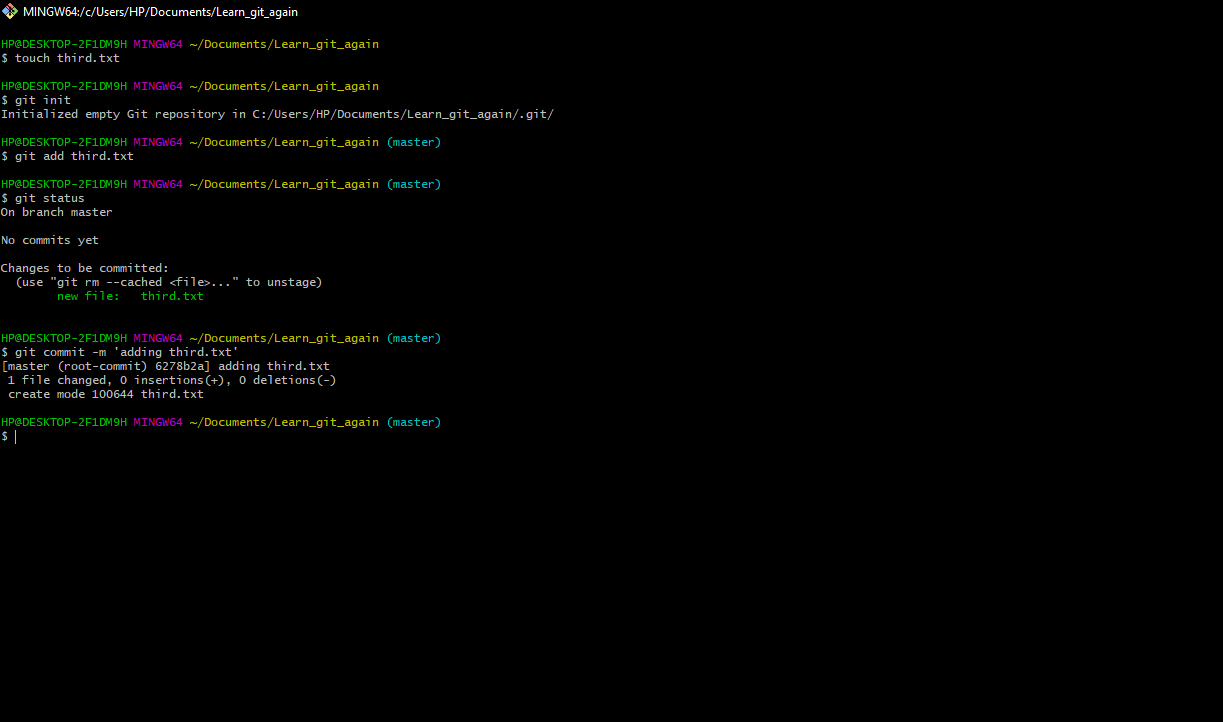 MINGW64:/c/Users/HP/Documents/Learn_git_again
HP@DESKTOP-2F1DM9H MINGW64 ~/Documents/Learn_git_again
$ touch third.txt
HP@DESKTOP-2F1DM9H MINGW64 ~/Documents/Learn_git_again
$ git init
Initialized empty Git repository in C:/Users/HP/Documents/Learn_git_again/.git/
HP@DESKTOP-2F1DM9H MINGW64 ~/Documents/Learn_git_again (master)
$ git add third.txt
HP@DESKTOP-2F1DM9H MINGW64 ~/Documents/Learn_git_again (master)
$ git status
On branch master
No commits yet
Changes to be committed:
  (use "git rm --cached <file>..." to unstage)
        new file:   third.txt
HP@DESKTOP-2F1DM9H MINGW64 ~/Documents/Learn_git_again (master)
$ git commit -m 'adding third.txt'
[master (root-commit) 6278b2a] adding third.txt
 1 file changed, 0 insertions(+), 0 deletions(-)
 create mode 100644 third.txt
HP@DESKTOP-2F1DM9H MINGW64 ~/Documents/Learn_git_again (master)
$